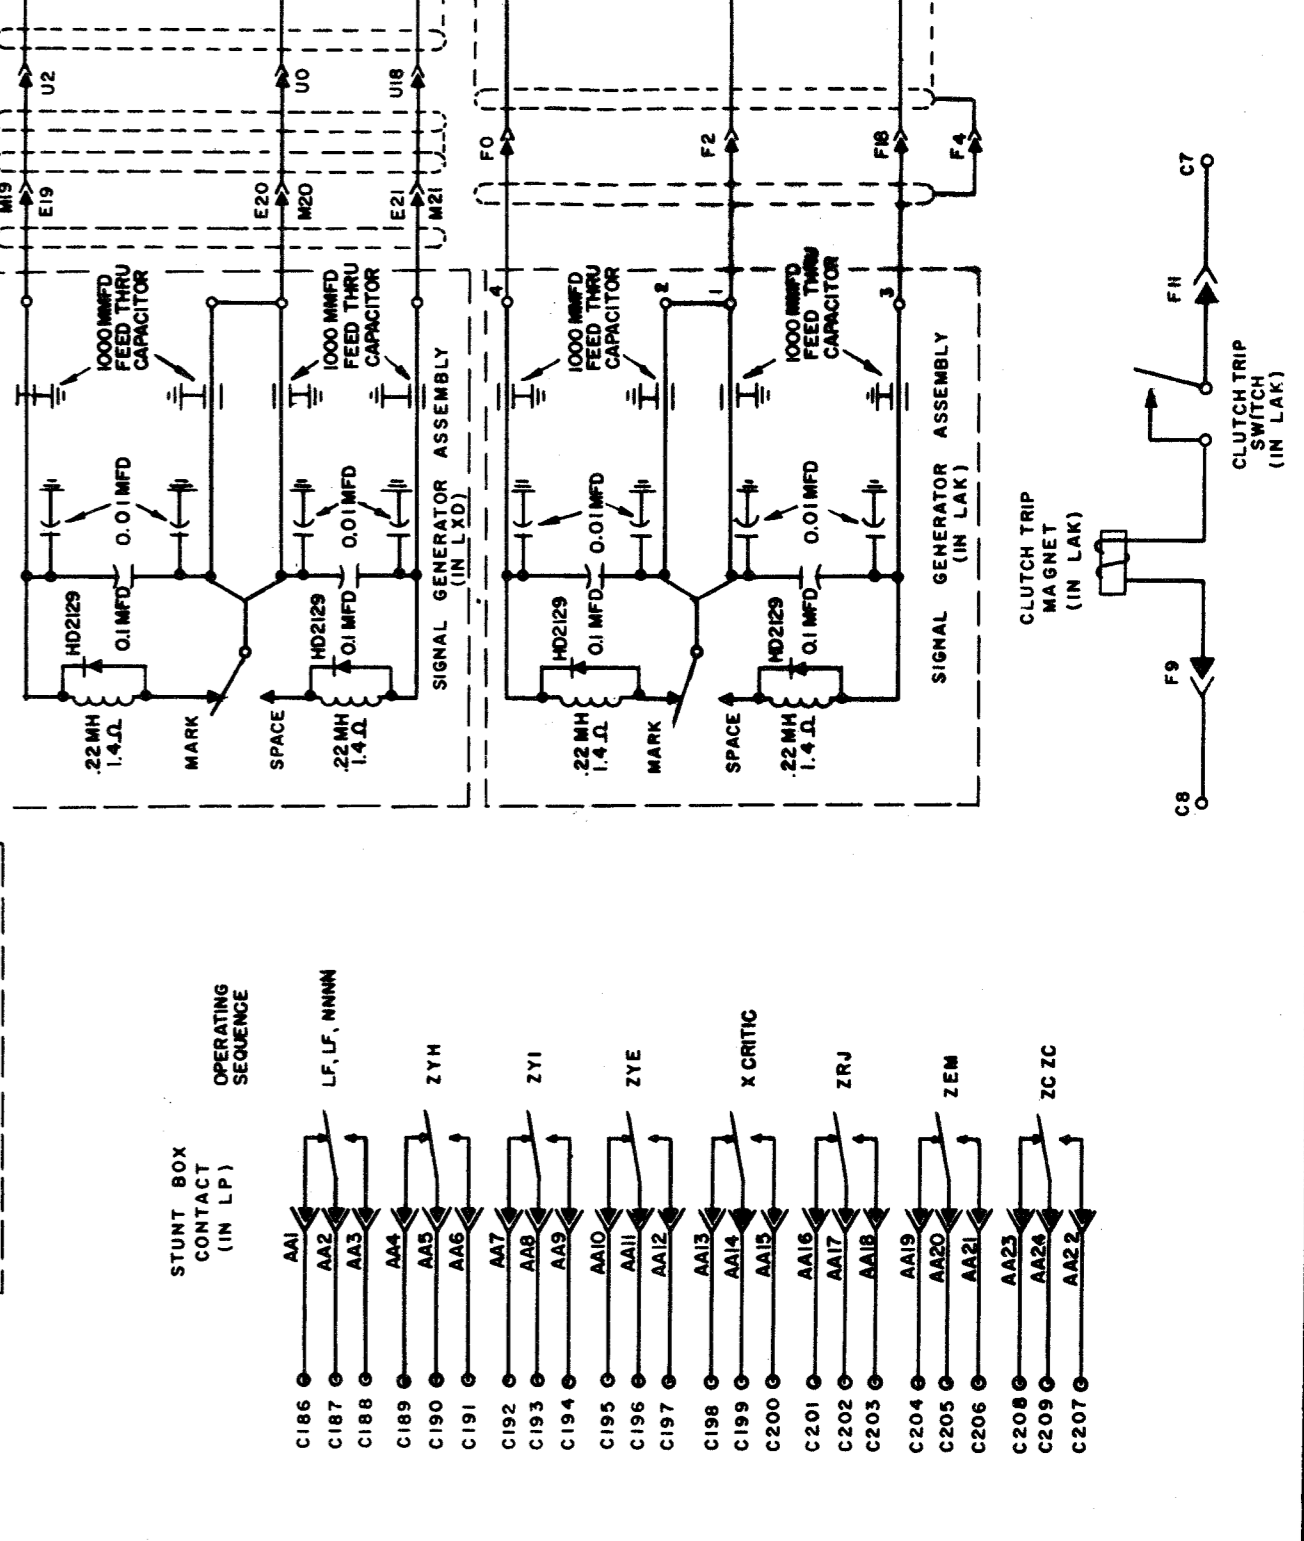 U2
U0
U18
M19
E19
E20
M20
E21
M21
F0
F2
F18
F4
1000 MMFD
FEED THRU
CAPACITOR
1000 MMFD
FEED THRU
CAPACITOR
4
1000 MMFD
FEED THRU
CAPACITOR
2
1
1000 MMFD
FEED THRU
CAPACITOR
3
0.01 MFD
0.01 MFD
0.01 MFD
0.01 MFD
HD2129
0.1 MFD
HD2129
0.1 MFD
HD2129
0.1 MFD
HD2129
0.1 MFD
.22 MH
1.4 Ω
MARK
SPACE
.22 MH
1.4 Ω
SIGNAL GENERATOR ASSEMBLY
(IN LXD)
.22 MH
1.4 Ω
MARK
SPACE
.22 MH
1.4 Ω
SIGNAL GENERATOR ASSEMBLY
(IN LAK)
C7
F11
CLUTCH TRIP
SWITCH
(IN LAK)
CLUTCH TRIP
MAGNET
(IN LAK)
F9
C8
STUNT BOX
CONTACT
(IN LP)
OPERATING
SEQUENCE
LF, LF, NNNN
ZYH
ZYI
ZYE
X CRITIC
ZRJ
ZEM
ZC ZC
AA1
AA2
AA3
AA4
AA5
AA6
AA7
AA8
AA9
AA10
AA11
AA12
AA13
AA14
AA15
AA16
AA17
AA18
AA19
AA20
AA21
AA23
AA24
AA22
C186
C187
C188
C189
C190
C191
C192
C193
C194
C195
C196
C197
C198
C199
C200
C201
C202
C203
C204
C205
C206
C208
C209
C207